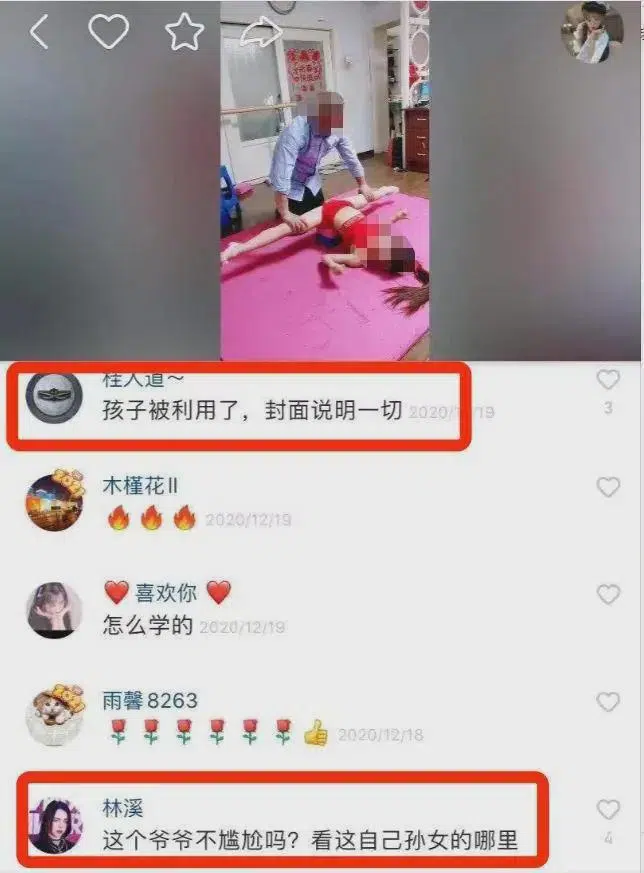 桂人道~
孩子被利用了，封面说明一切 2020/12/19
3
木槿花II
🔥🔥🔥 2020/12/19
❤️喜欢你❤️
怎么学的 2020/12/19
雨馨8263
🌹🌹🌹🌹🌹🌹👍 2020/12/18
林溪
这个爷爷不尴尬吗？看这自己孙女的哪里
4